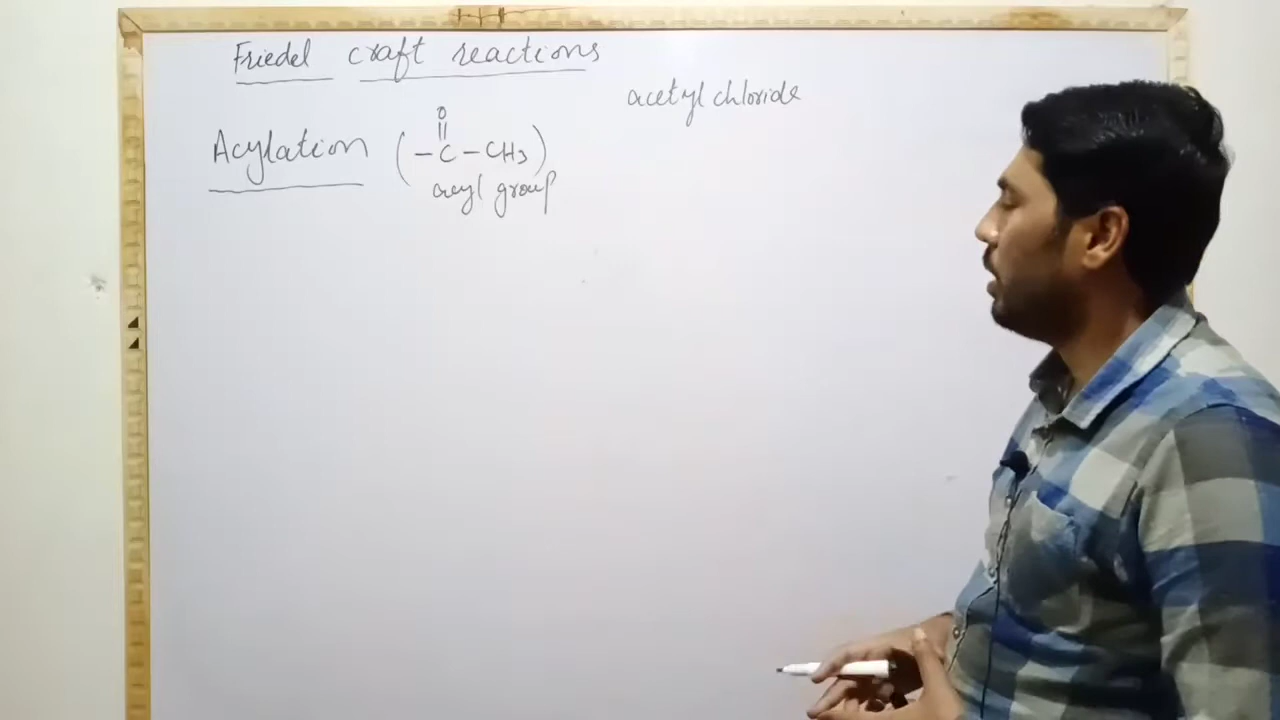 Friedel craft reactions
acetyl chloride
O
||
Acylation (–C–CH3)
acyl group